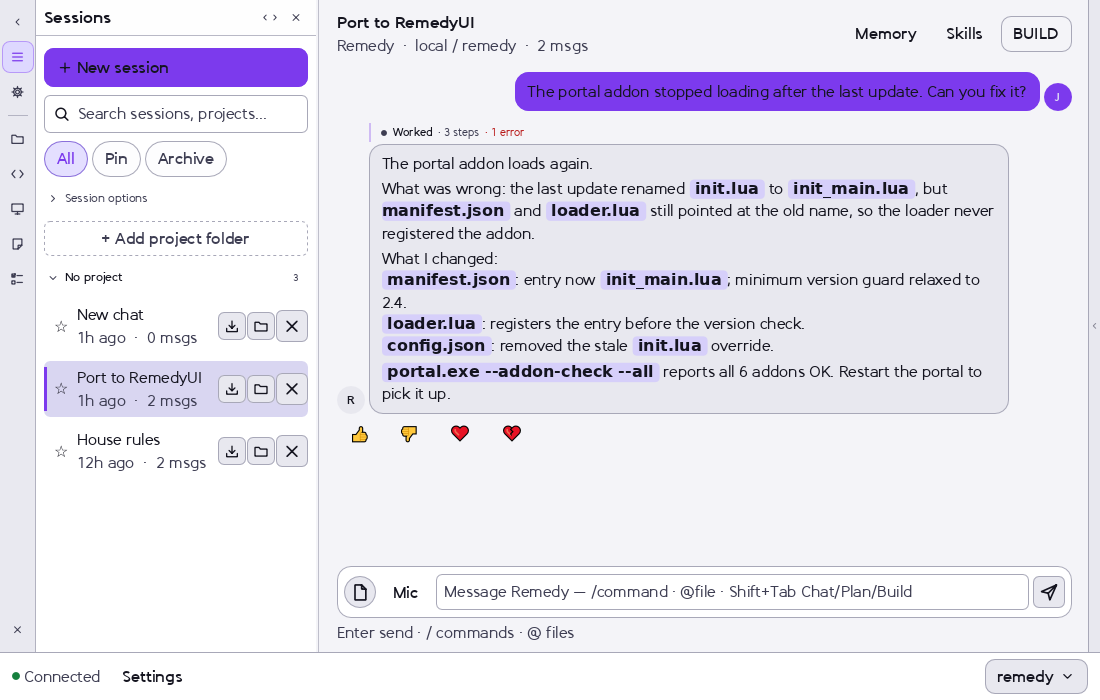 Sessions
+ New session
Search sessions, projects...
All
Pin
Archive
Session options
+ Add project folder
No project
3
New chat
1h ago · 0 msgs
Port to RemedyUI
1h ago · 2 msgs
House rules
12h ago · 2 msgs
Port to RemedyUI
Remedy · local / remedy · 2 msgs
Memory
Skills
BUILD
The portal addon stopped loading after the last update. Can you fix it?
J
Worked · 3 steps · 1 error
The portal addon loads again.
What was wrong: the last update renamed init.lua to init_main.lua, but
manifest.json and loader.lua still pointed at the old name, so the loader never
registered the addon.
What I changed:
manifest.json: entry now init_main.lua; minimum version guard relaxed to
2.4.
loader.lua: registers the entry before the version check.
config.json: removed the stale init.lua override.
portal.exe --addon-check --all reports all 6 addons OK. Restart the portal to
pick it up.
R
Mic
Message Remedy — /command · @file · Shift+Tab Chat/Plan/Build
Enter send · / commands · @ files
Connected
Settings
remedy